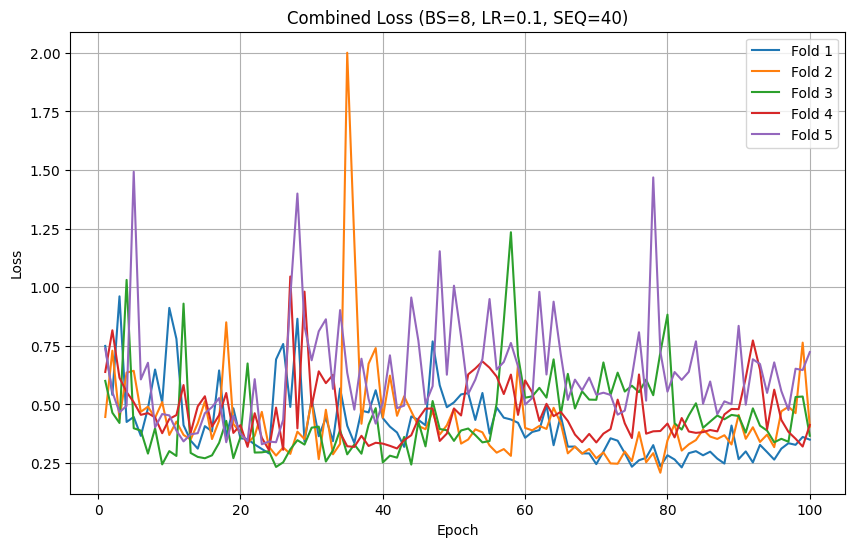 Combined Loss (BS=8, LR=0.1, SEQ=40)
Fold 1
Fold 2
Fold 3
Fold 4
Fold 5
2.00
1.75
1.50
1.25
1.00
0.75
0.50
0.25
Loss
0 20 40 60 80 100
Epoch